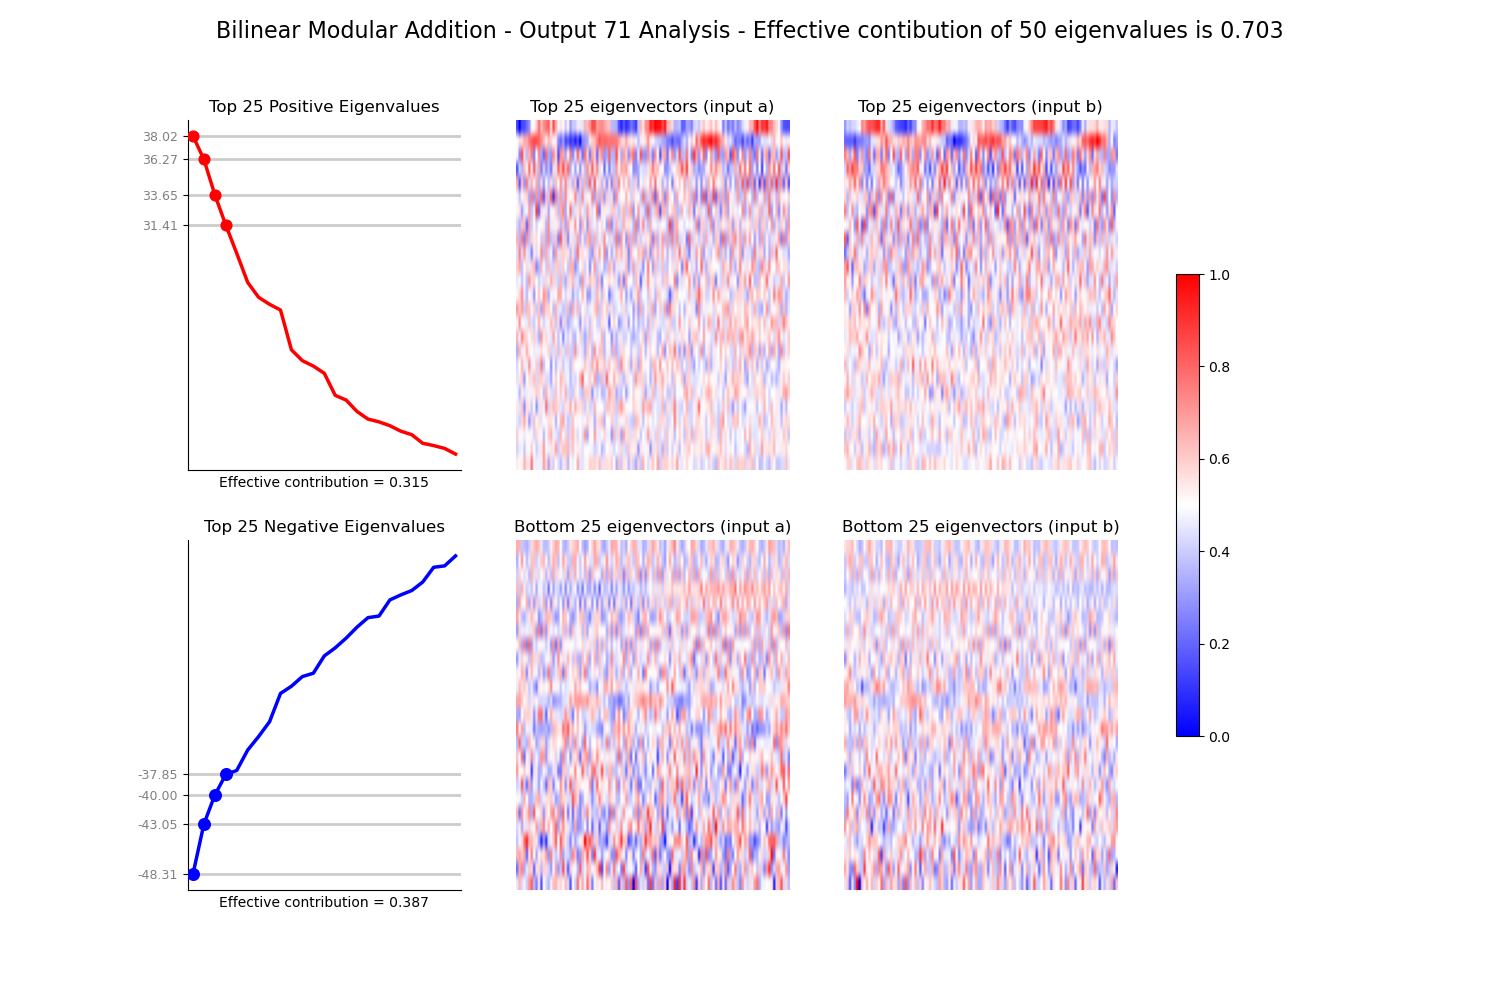 Bilinear Modular Addition - Output 71 Analysis - Effective contibution of 50 eigenvalues is 0.703
Top 25 Positive Eigenvalues
38.02
36.27
33.65
31.41
Effective contribution = 0.315
Top 25 eigenvectors (input a)
Top 25 eigenvectors (input b)
Top 25 Negative Eigenvalues
-37.85
-40.00
-43.05
-48.31
Effective contribution = 0.387
Bottom 25 eigenvectors (input a)
Bottom 25 eigenvectors (input b)
1.0
0.8
0.6
0.4
0.2
0.0